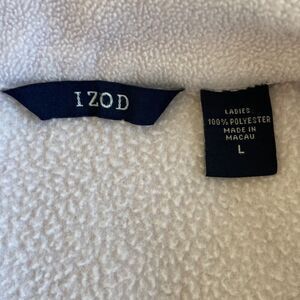 IZOD
LADIES
100% POLYESTER
MADE IN
MACAU
L